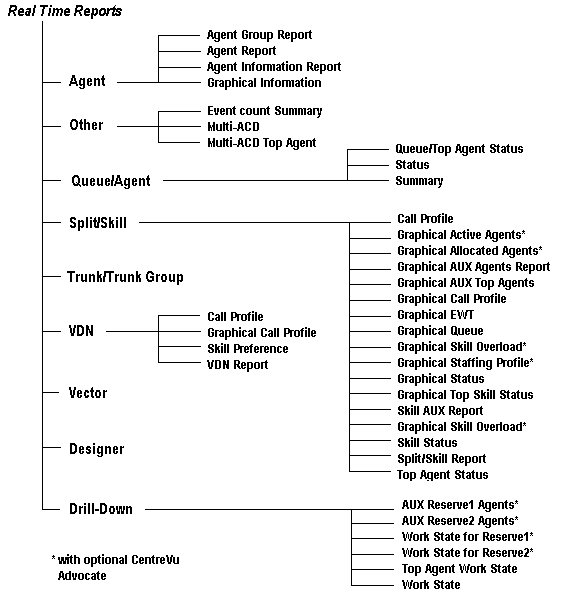 Real Time Reports
Agent
Agent Group Report
Agent Report
Agent Information Report
Graphical Information
Other
Event count Summary
Multi-ACD
Multi-ACD Top Agent
Queue/Agent
Queue/Top Agent Status
Status
Summary
Split/Skill
Call Profile
Graphical Active Agents*
Graphical Allocated Agents*
Graphical AUX Agents Report
Graphical AUX Top Agents
Graphical Call Profile
Graphical EWT
Graphical Queue
Graphical Skill Overload*
Graphical Staffing Profile*
Graphical Status
Graphical Top Skill Status
Skill AUX Report
Graphical Skill Overload*
Skill Status
Split/Skill Report
Top Agent Status
Trunk/Trunk Group
VDN
Call Profile
Graphical Call Profile
Skill Preference
VDN Report
Vector
Designer
Drill-Down
AUX Reserve1 Agents*
AUX Reserve2 Agents*
Work State for Reserve1*
Work State for Reserve2*
Top Agent Work State
Work State
* with optional CentreVu
Advocate